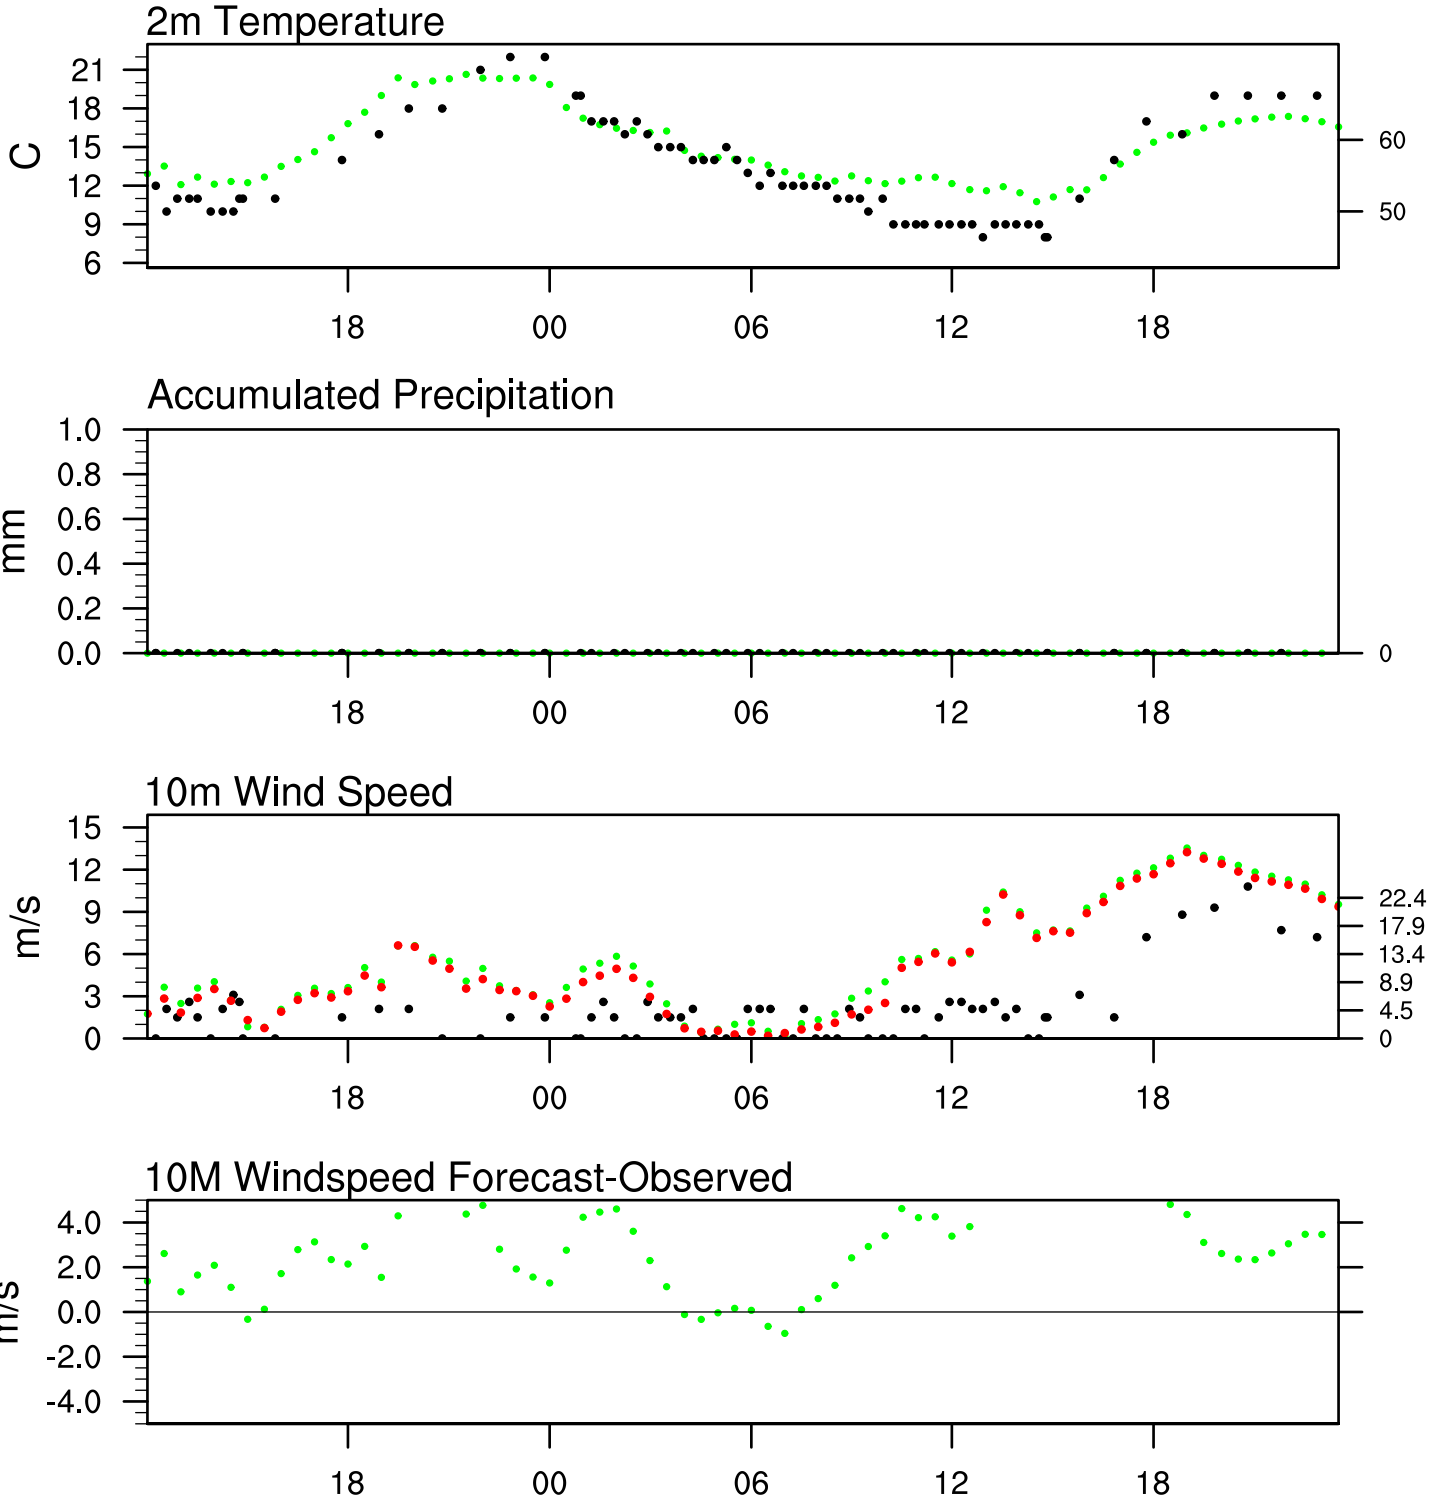 2m Temperature
C
21
18
15
12
9
6
60
50
18 00 06 12 18
Accumulated Precipitation
mm
1.0
0.8
0.6
0.4
0.2
0.0
0
18 00 06 12 18
10m Wind Speed
m/s
15
12
9
6
3
0
22.4
17.9
13.4
8.9
4.5
0
18 00 06 12 18
10M Windspeed Forecast-Observed
m/s
4.0
2.0
0.0
-2.0
-4.0
18 00 06 12 18